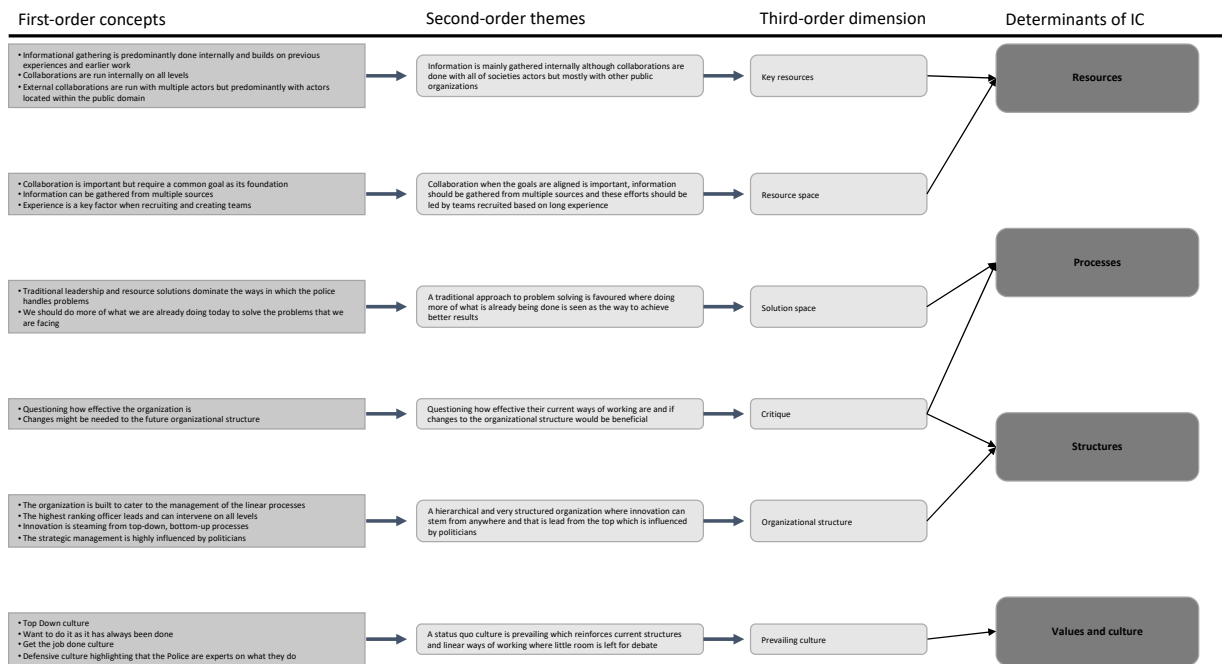 First-order concepts
Second-order themes
Third-order dimension
Determinants of IC
• Informational gathering is predominantly done internally and builds on previous
experiences and earlier work
• Collaborations are run internally on all levels
• External collaborations are run with multiple actors but predominantly with actors
located within the public domain
Information is mainly gathered internally although collaborations are
done with all of societies actors but mostly with other public
organizations
Key resources
Resources
• Collaboration is important but require a common goal as its foundation
• Information can be gathered from multiple sources
• Experience is a key factor when recruiting and creating teams
Collaboration when the goals are aligned is important, information
should be gathered from multiple sources and these efforts should be
led by teams recruited based on long experience
Resource space
Processes
• Traditional leadership and resource solutions dominate the ways in which the police
handles problems
• We should do more of what we are already doing today to solve the problems that we
are facing
A traditional approach to problem solving is favoured where doing
more of what is already being done is seen as the way to achieve
better results
Solution space
• Questioning how effective the organization is
• Changes might be needed to the future organizational structure
Questioning how effective their current ways of working are and if
changes to the organizational structure would be beneficial
Critique
Structures
• The organization is built to cater to the management of the linear processes
• The highest ranking officer leads and can intervene on all levels
• Innovation is steaming from top-down, bottom-up processes
• The strategic management is highly influenced by politicians
A hierarchical and very structured organization where innovation can
stem from anywhere and that is lead from the top which is influenced
by politicians
Organizational structure
• Top Down culture
• Want to do it as it has always been done
• Get the job done culture
• Defensive culture highlighting that the Police are experts on what they do
A status quo culture is prevailing which reinforces current structures
and linear ways of working where little room is left for debate
Prevailing culture
Values and culture